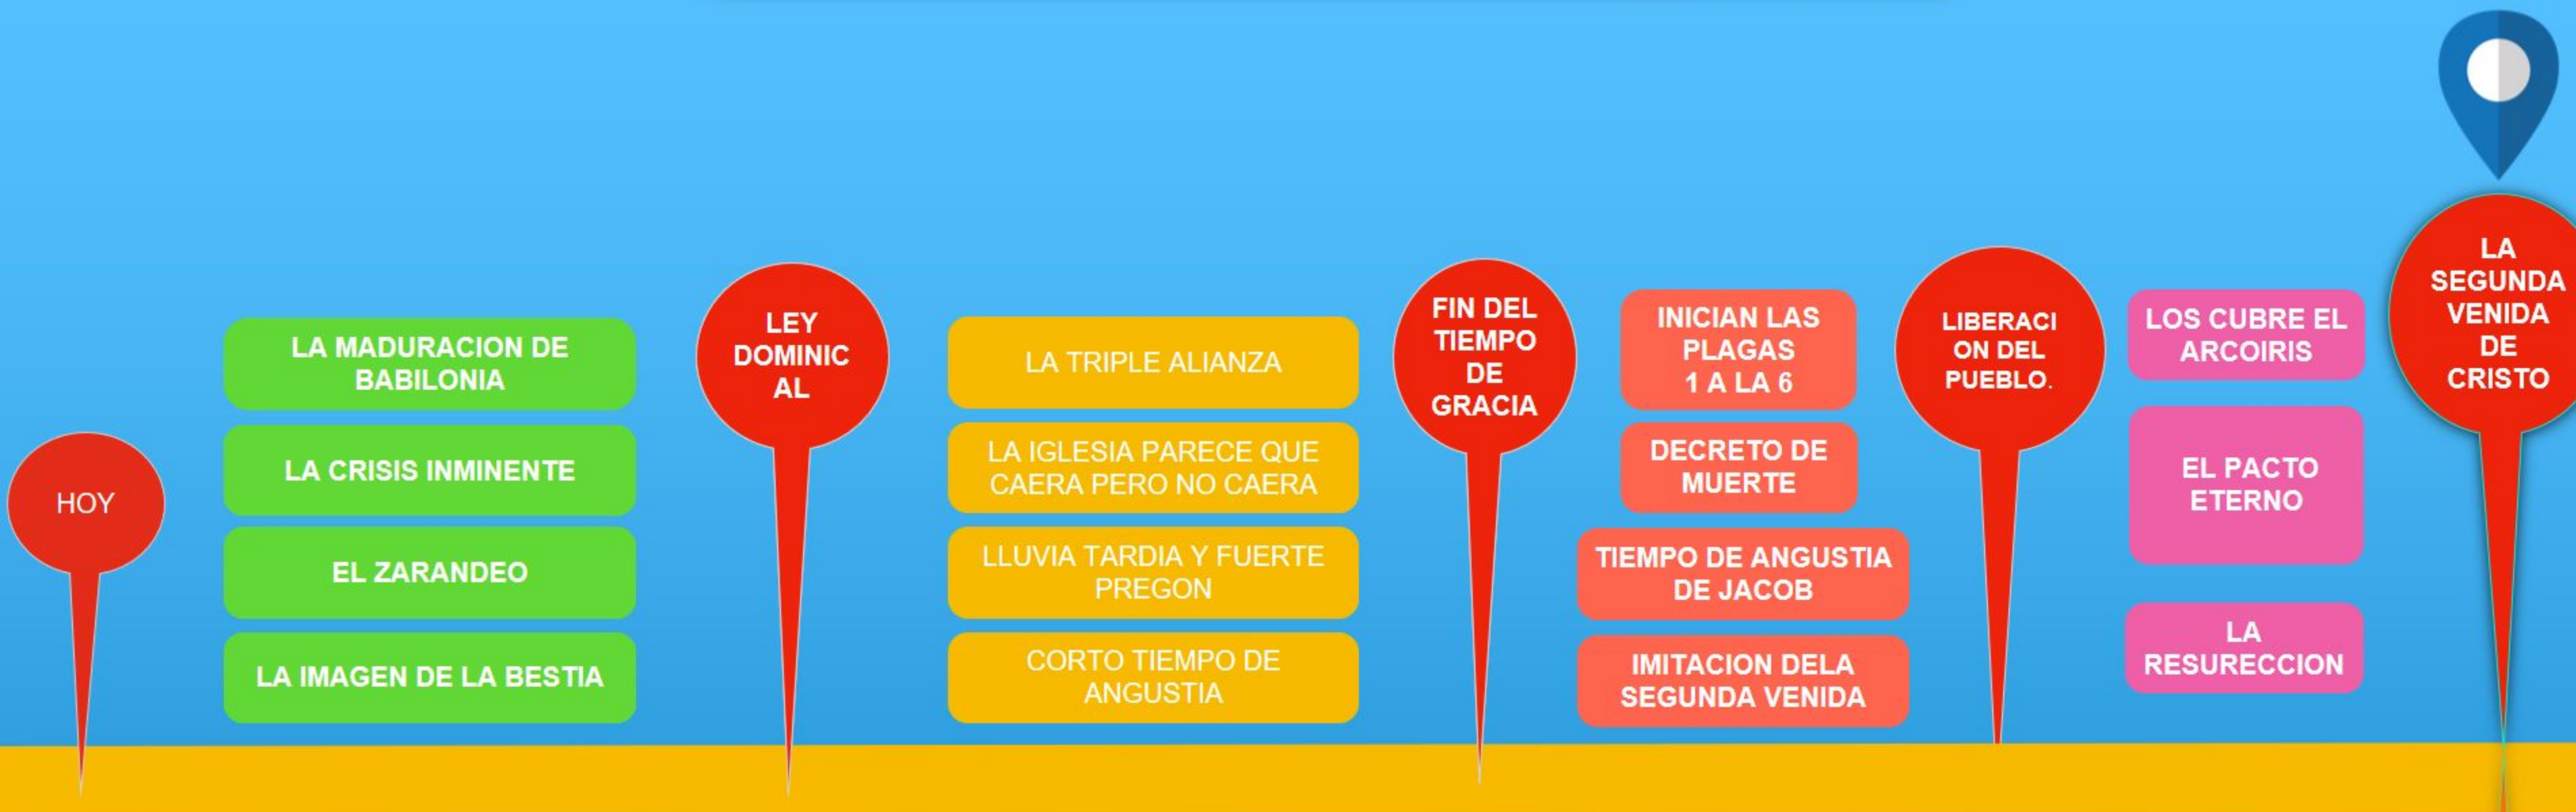 HOY
LA MADURACION DE
BABILONIA
LA CRISIS INMINENTE
EL ZARANDEO
LA IMAGEN DE LA BESTIA
LEY
DOMINIC
AL
LA TRIPLE ALIANZA
LA IGLESIA PARECE QUE
CAERA PERO NO CAERA
LLUVIA TARDIA Y FUERTE
PREGON
CORTO TIEMPO DE
ANGUSTIA
FIN DEL
TIEMPO
DE
GRACIA
INICIAN LAS
PLAGAS
1 A LA 6
DECRETO DE
MUERTE
TIEMPO DE ANGUSTIA
DE JACOB
IMITACION DELA
SEGUNDA VENIDA
LIBERACI
ON DEL
PUEBLO.
LOS CUBRE EL
ARCOIRIS
EL PACTO
ETERNO
LA
RESURECCION
LA
SEGUNDA
VENIDA
DE
CRISTO